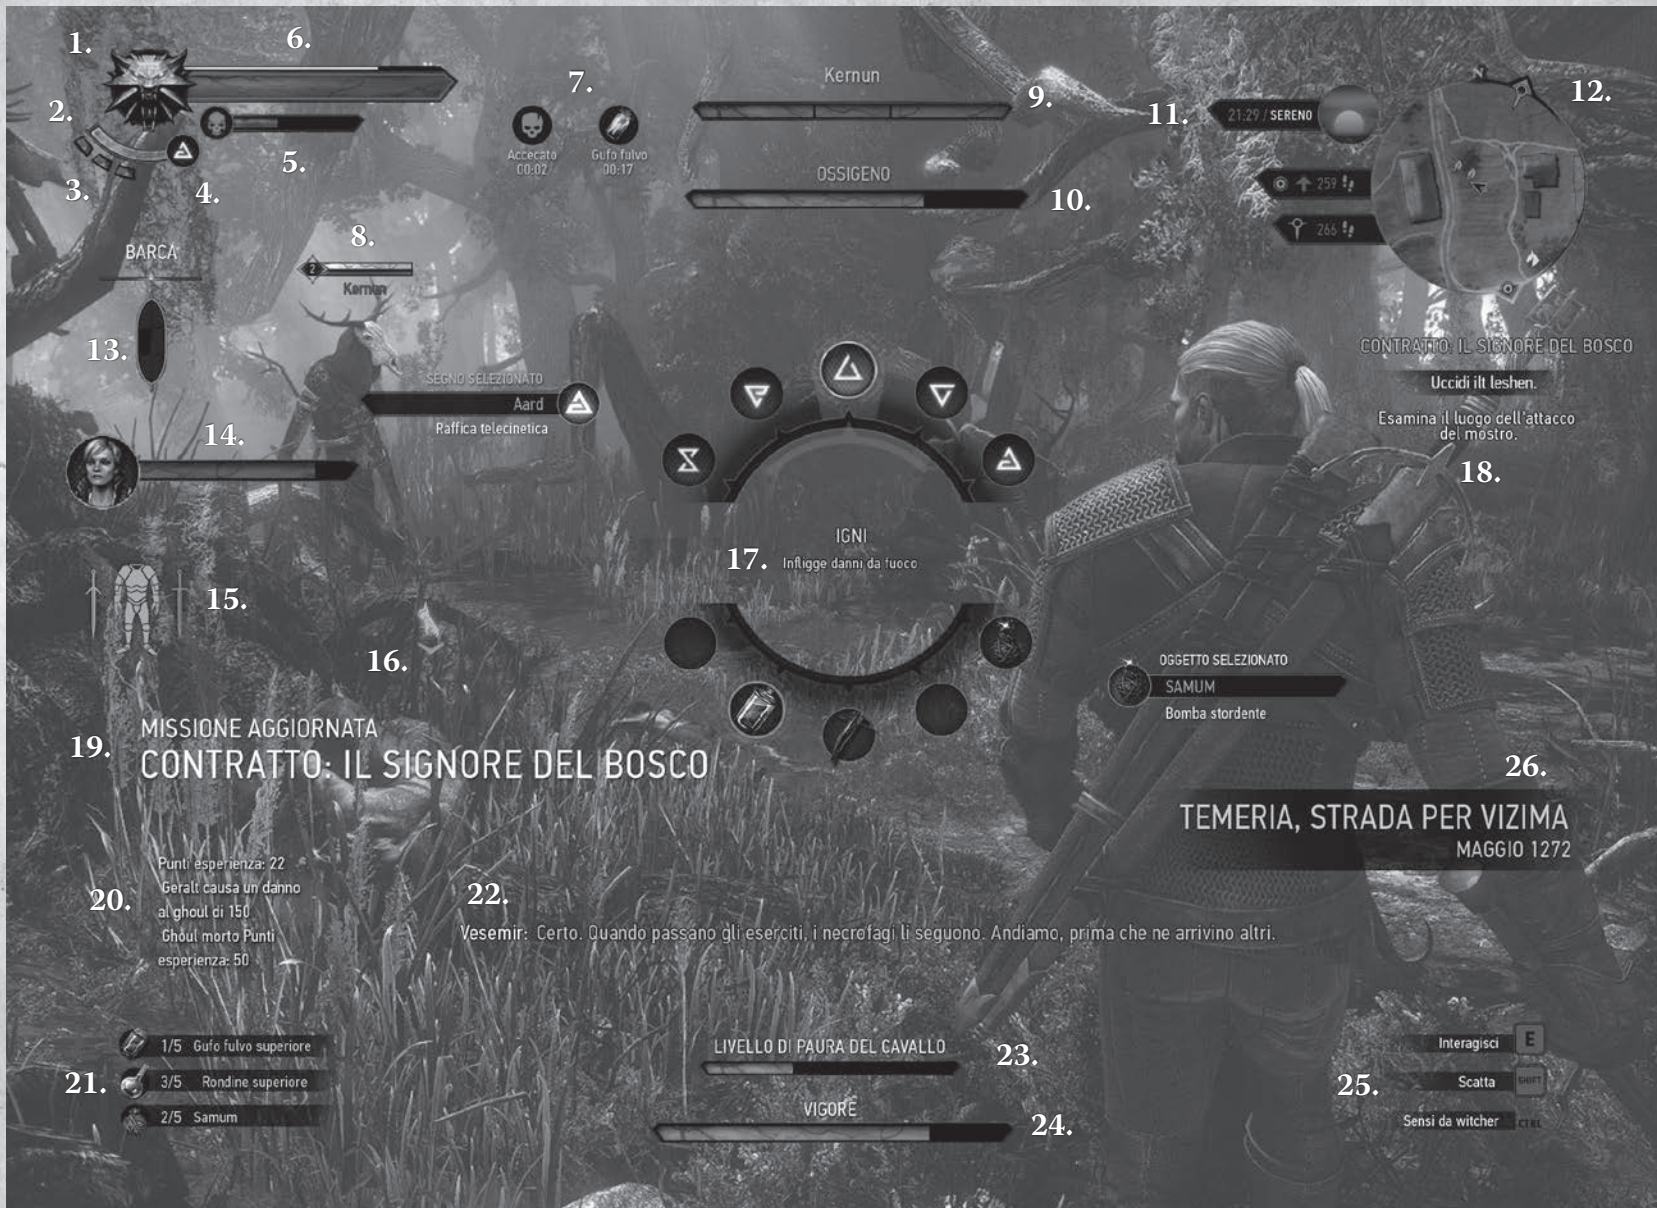 1.
6.
7.
Kernun
9.
12.
2.
11.
21:29 / SERENO
5.
Accecato
00:02
Gufo fulvo
00:17
OSSIGENO
10.
259
3.
4.
266
8.
BARCA
2
Kernun
13.
SEGNO SELEZIONATO
Aard
Raffica telecinetica
N
CONTRATTO: IL SIGNORE DEL BOSCO
Uccidi ilt leshen.
Esamina il luogo dell'attacco
del mostro.
18.
14.
17.
IGNI
Infligge danni da fuoco
15.
16.
OGGETTO SELEZIONATO
SAMUM
Bomba stordente
19.
MISSIONE AGGIORNATA
CONTRATTO: IL SIGNORE DEL BOSCO
26.
TEMERIA, STRADA PER VIZIMA
MAGGIO 1272
20.
Punti esperienza: 22
Geralt causa un danno
al ghoul di 150
Ghoul morto Punti
esperienza: 50
22.
Vesemir: Certo. Quando passano gli eserciti, i necrofagi li seguono. Andiamo, prima che ne arrivino altri.
21.
1/5 Gufo fulvo superiore
3/5 Rondine superiore
2/5 Samum
LIVELLO DI PAURA DEL CAVALLO
23.
VIGORE
24.
25.
Interagisci E
Scatta SHIFT
Sensi da witcher CTRL